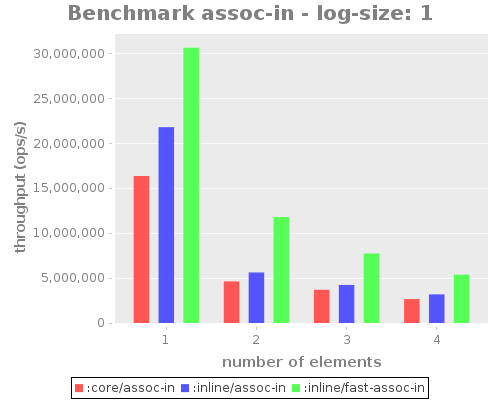 Benchmark assoc-in - log-size: 1
throughput (ops/s)
30,000,000
25,000,000
20,000,000
15,000,000
10,000,000
5,000,000
0
1 2 3 4
number of elements
:core/assoc-in :inline/assoc-in :inline/fast-assoc-in